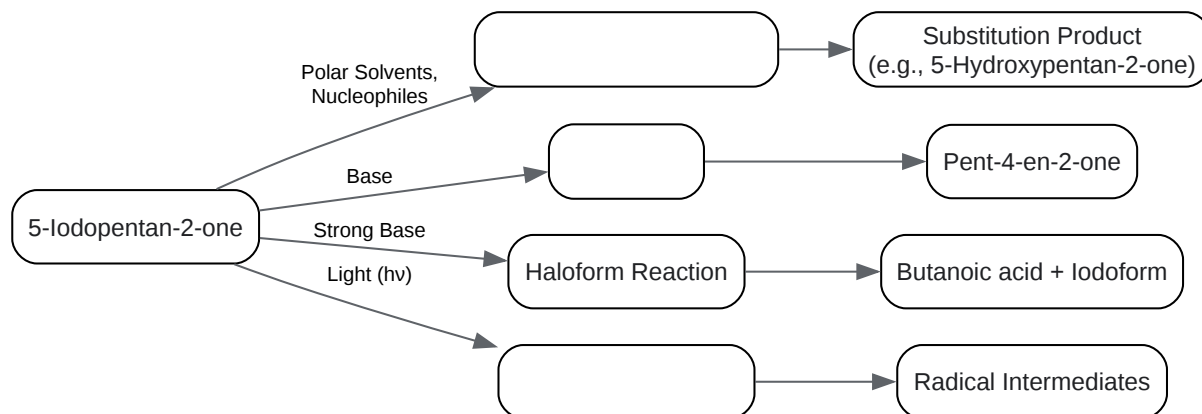 Substitution Product
(e.g., 5-Hydroxypentan-2-one)
Polar Solvents,
Nucleophiles
Base
Pent-4-en-2-one
5-Iodopentan-2-one
Strong Base
Haloform Reaction
Butanoic acid + Iodoform
Light (hν)
Radical Intermediates